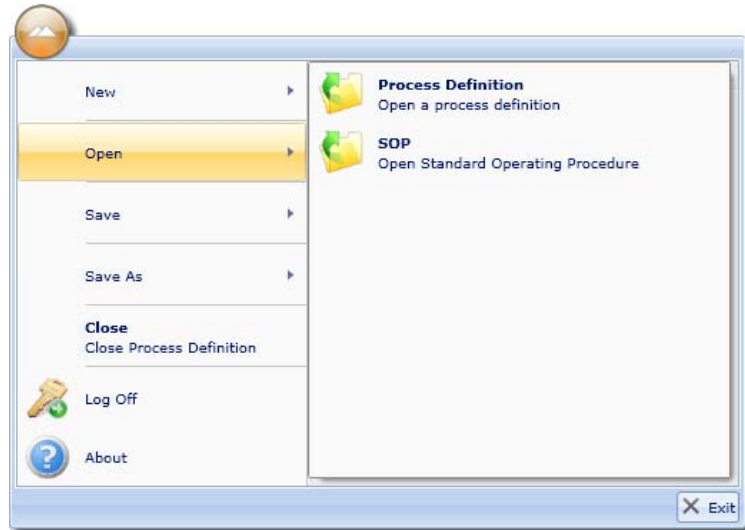 New
Open
Save
Save As
Close
Close Process Definition
Log Off
About
Process Definition
Open a process definition
SOP
Open Standard Operating Procedure
Exit